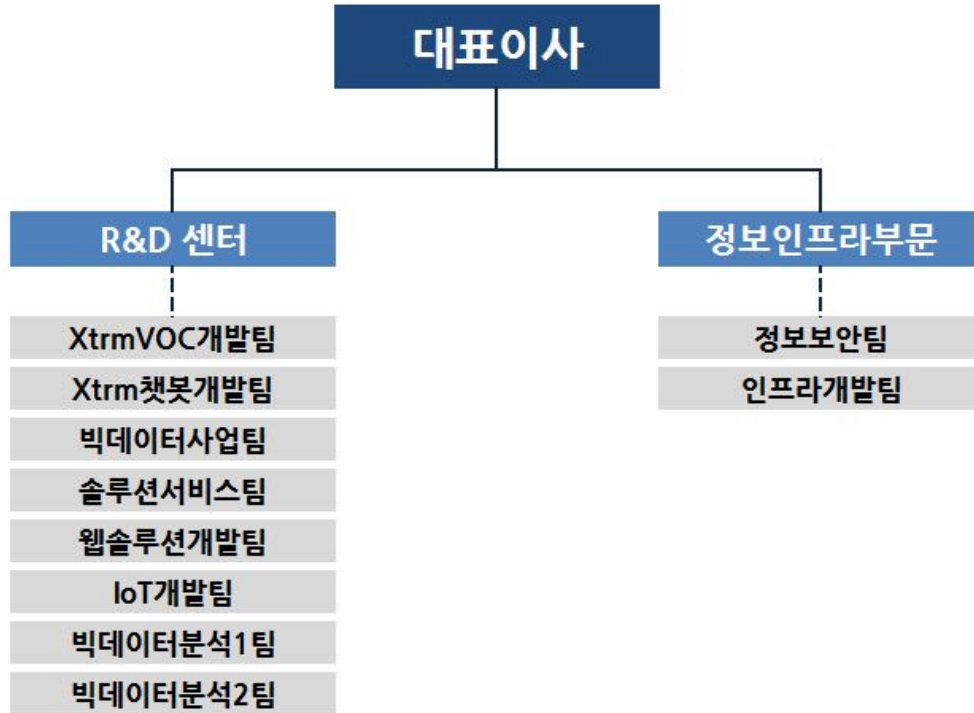 대표이사
R&D 센터
정보인프라부문
XtrmVOC개발팀
Xtrm챗봇개발팀
빅데이터사업팀
솔루션서비스팀
웹솔루션개발팀
IoT개발팀
빅데이터분석1팀
빅데이터분석2팀
정보보안팀
인프라개발팀